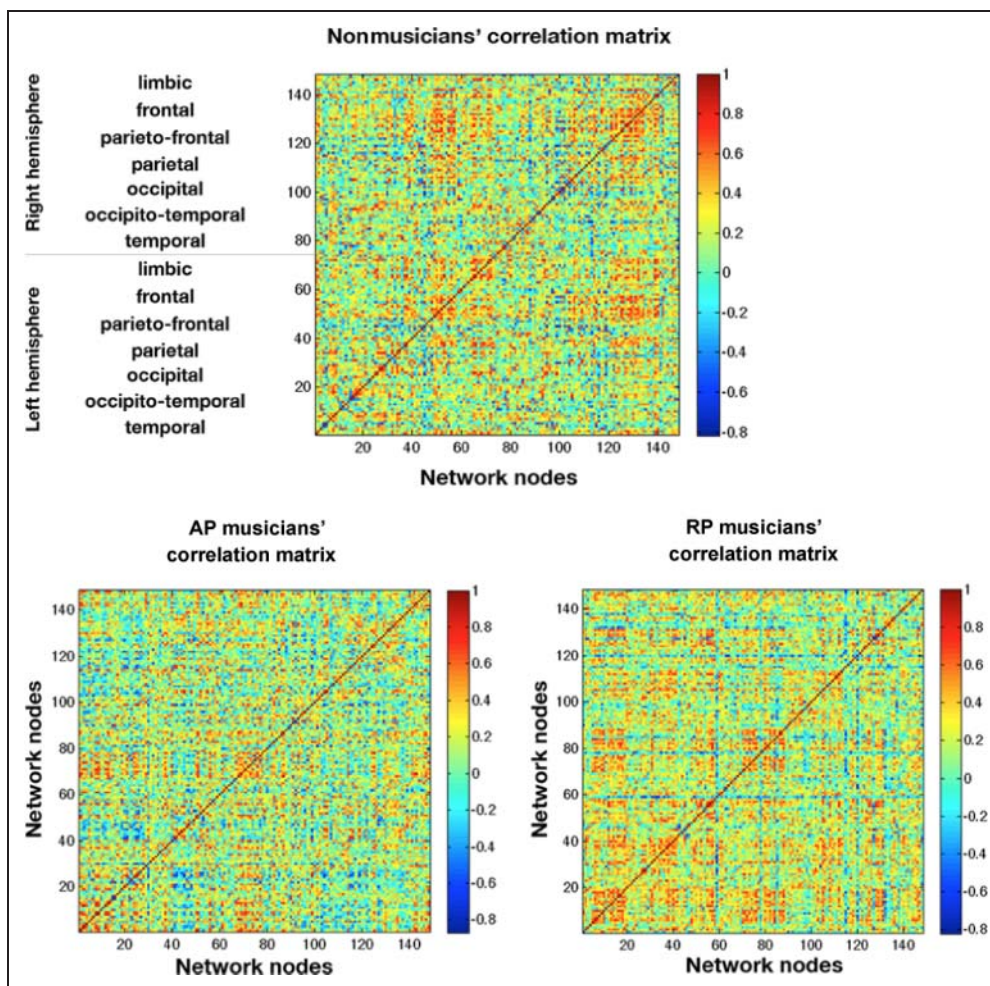 Nonmusicians' correlation matrix
Right hemisphere
limbic
frontal
parieto-frontal
parietal
occipital
occipito-temporal
temporal
Left hemisphere
limbic
frontal
parieto-frontal
parietal
occipital
occipito-temporal
temporal
140
120
100
80
60
40
20
20 40 60 80 100 120 140
Network nodes
1
0.8
0.6
0.4
0.2
0
-0.2
-0.4
-0.6
-0.8
AP musicians'
correlation matrix
Network nodes
140
120
100
80
60
40
20
20 40 60 80 100 120 140
Network nodes
1
0.8
0.6
0.4
0.2
0
-0.2
-0.4
-0.6
-0.8
RP musicians'
correlation matrix
Network nodes
140
120
100
80
60
40
20
20 40 60 80 100 120 140
Network nodes
1
0.8
0.6
0.4
0.2
0
-0.2
-0.4
-0.6
-0.8